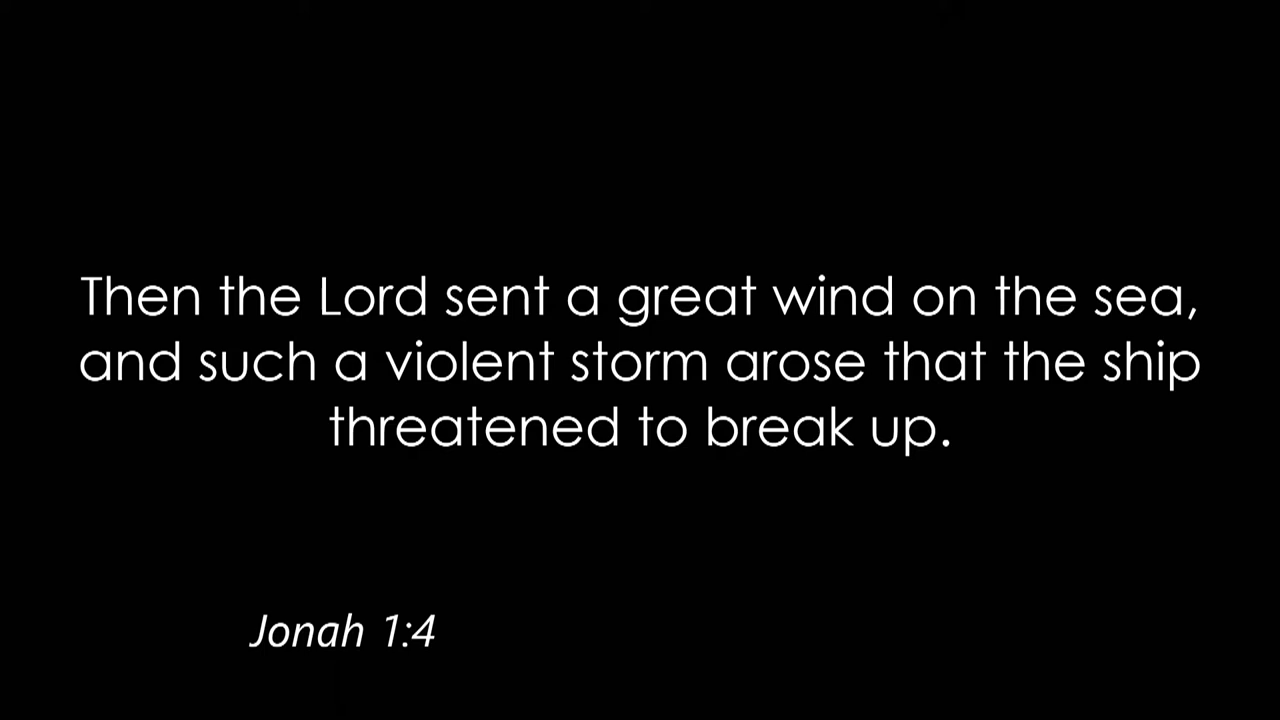 Then the Lord sent a great wind on the sea,
and such a violent storm arose that the ship
threatened to break up.
Jonah 1:4